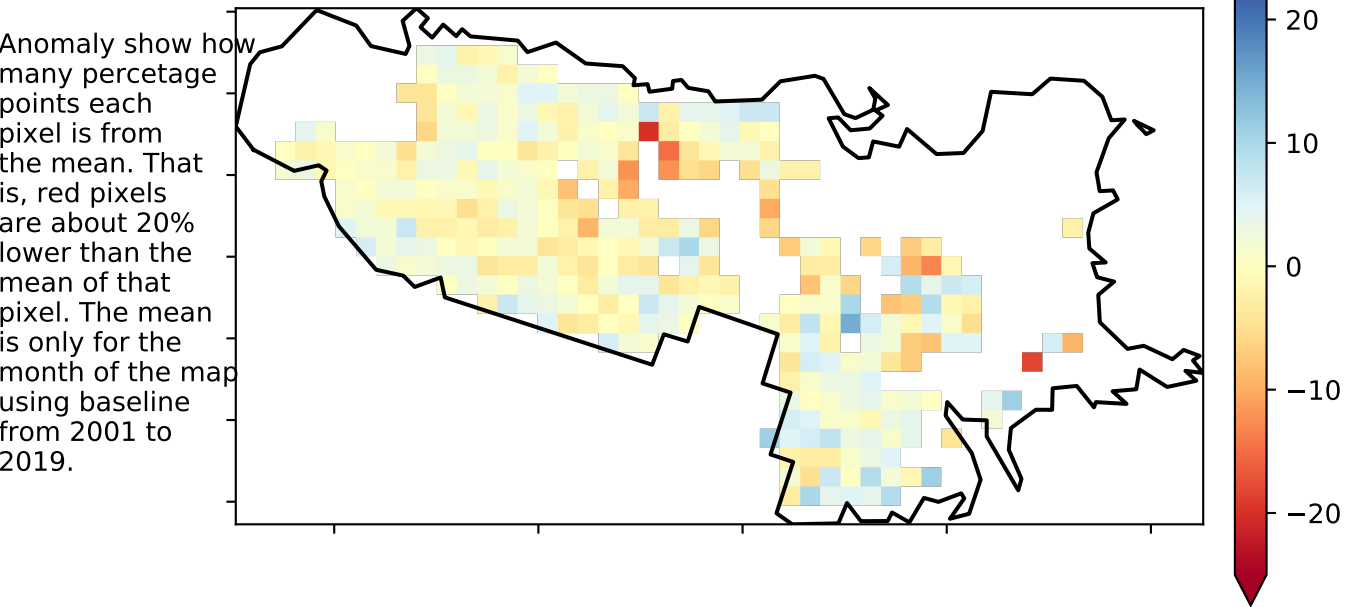 Anomaly show how
many percetage
points each
pixel is from
the mean. That
is, red pixels
are about 20%
lower than the
mean of that
pixel. The mean
is only for the
month of the map
using baseline
from 2001 to
2019.
20
10
0
−10
−20